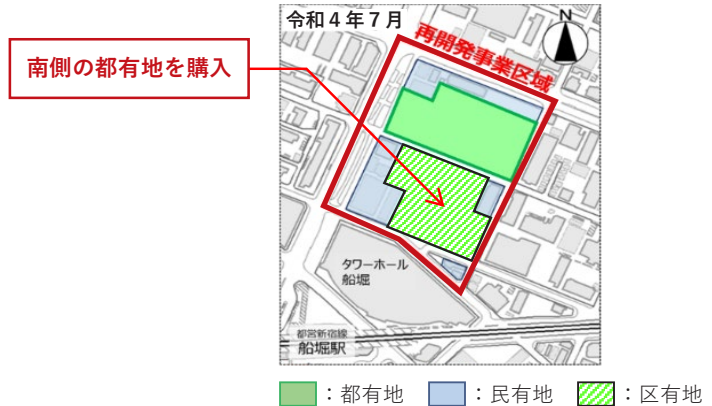 令和４年７月
N
再開発事業区域
南側の都有地を購入
タワーホール
船堀
都営新宿線
船堀駅
：都有地
：民有地
：区有地